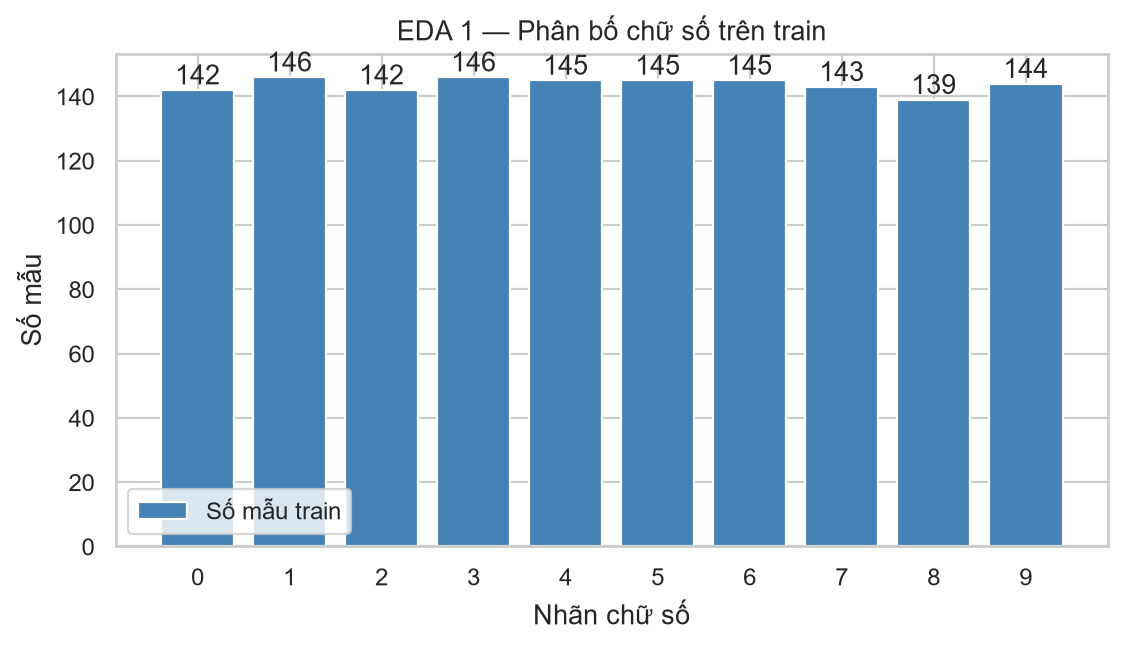 EDA 1 — Phân bố chữ số trên train
142 146 142 146 145 145 145 143 139 144
140
120
100
80
60
40
20
0
Số mẫu
Số mẫu train
0 1 2 3 4 5 6 7 8 9
Nhãn chữ số